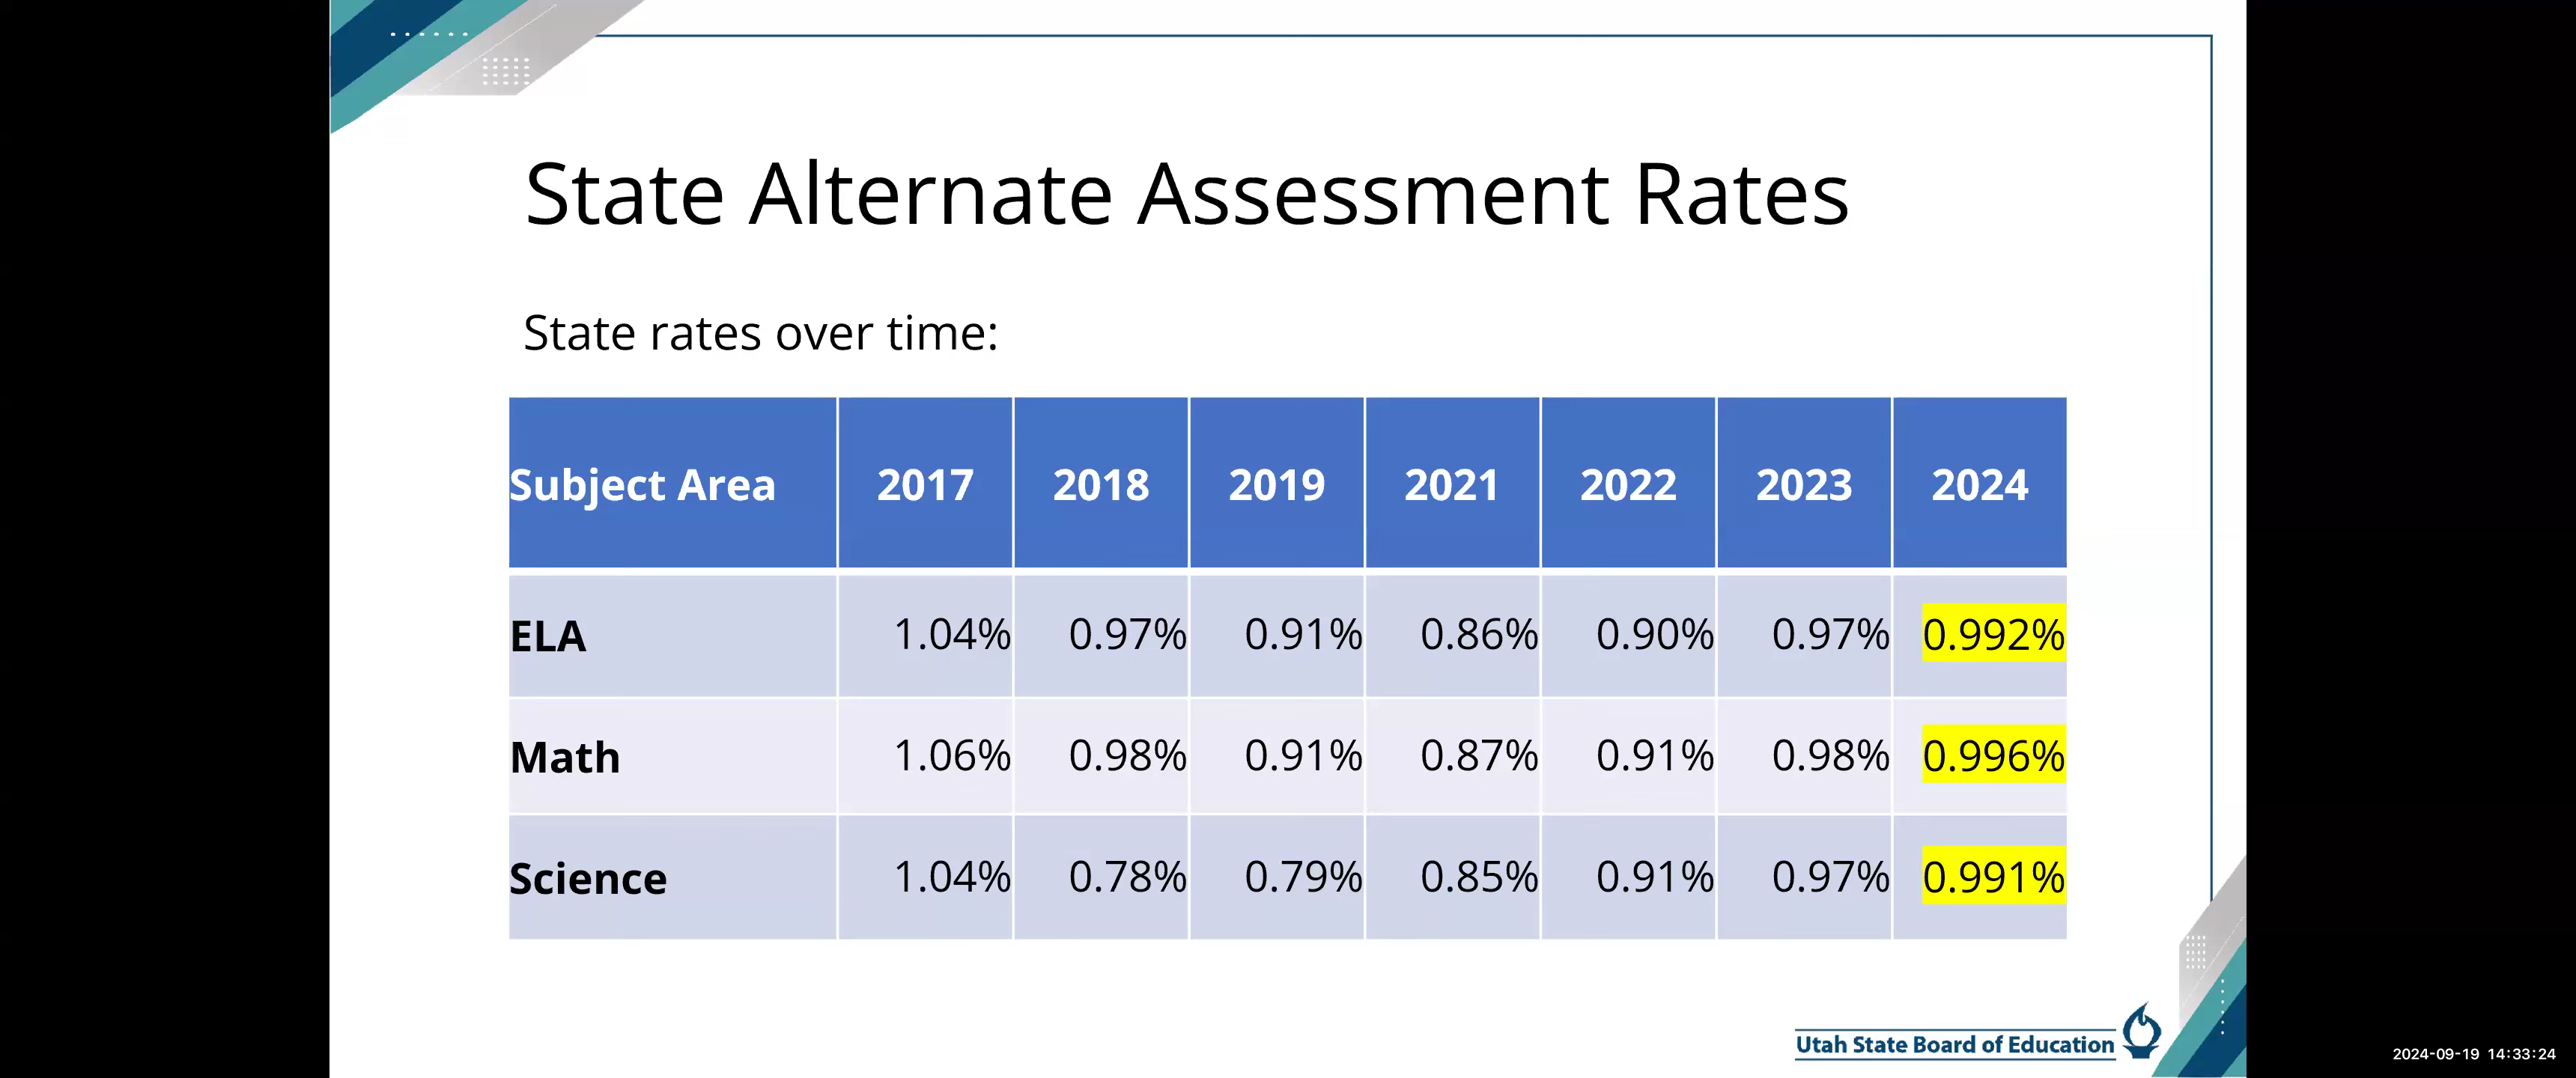 State Alternate Assessment Rates
State rates over time:
Subject Area 2017 2018 2019 2021 2022 2023 2024
ELA 1.04% 0.97% 0.91% 0.86% 0.90% 0.97% 0.992%
Math 1.06% 0.98% 0.91% 0.87% 0.91% 0.98% 0.996%
Science 1.04% 0.78% 0.79% 0.85% 0.91% 0.97% 0.991%
Utah State Board of Education
2024-09-19 14:33:24